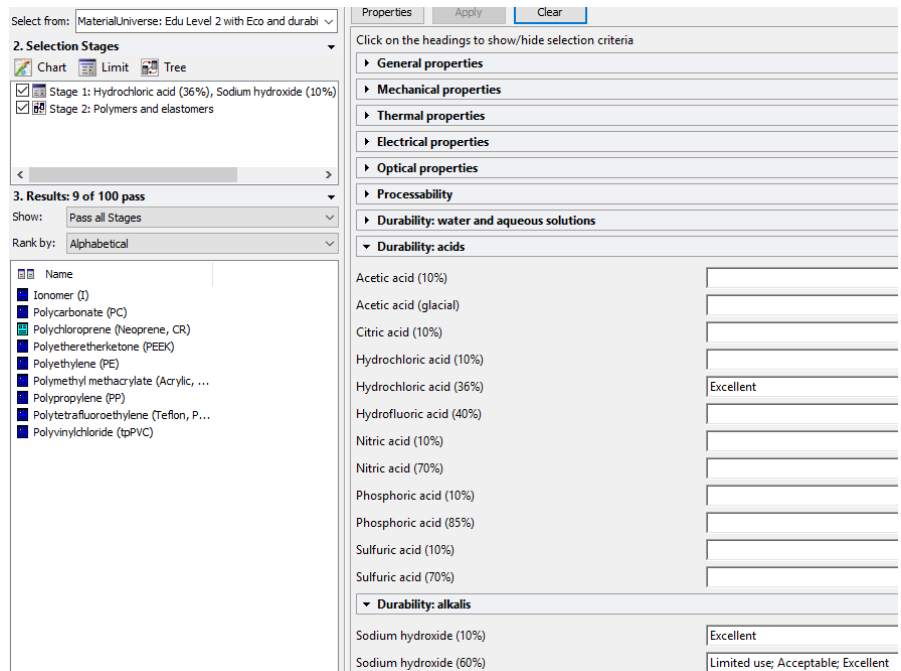 Select from: MaterialUniverse: Edu Level 2 with Eco and durabi
2. Selection Stages
Chart Limit Tree
Stage 1: Hydrochloric acid (36%), Sodium hydroxide (10%)
Stage 2: Polymers and elastomers
3. Results: 9 of 100 pass
Show: Pass all Stages
Rank by: Alphabetical
Name
Ionomer (I)
Polycarbonate (PC)
Polychloroprene (Neoprene, CR)
Polyetheretherketone (PEEK)
Polyethylene (PE)
Polymethyl methacrylate (Acrylic, ...
Polypropylene (PP)
Polytetrafluoroethylene (Teflon, P...
Polyvinylchloride (tpPVC)
Properties Apply Clear
Click on the headings to show/hide selection criteria
General properties
Mechanical properties
Thermal properties
Electrical properties
Optical properties
Processability
Durability: water and aqueous solutions
Durability: acids
Acetic acid (10%)
Acetic acid (glacial)
Citric acid (10%)
Hydrochloric acid (10%)
Hydrochloric acid (36%) Excellent
Hydrofluoric acid (40%)
Nitric acid (10%)
Nitric acid (70%)
Phosphoric acid (10%)
Phosphoric acid (85%)
Sulfuric acid (10%)
Sulfuric acid (70%)
Durability: alkalis
Sodium hydroxide (10%) Excellent
Sodium hydroxide (60%) Limited use; Acceptable; Excellent